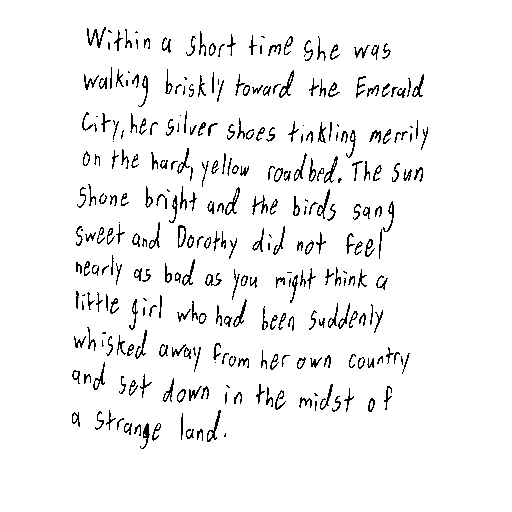 Within a short time she was
walking briskly toward the Emerald
City, her silver shoes tinkling merrily
on the hard, yellow roadbed. The sun
shone bright and the birds sang
sweet and Dorothy did not feel
nearly as bad as you might think a
little girl who had been suddenly
whisked away from her own country
and set down in the midst of
a strange land.